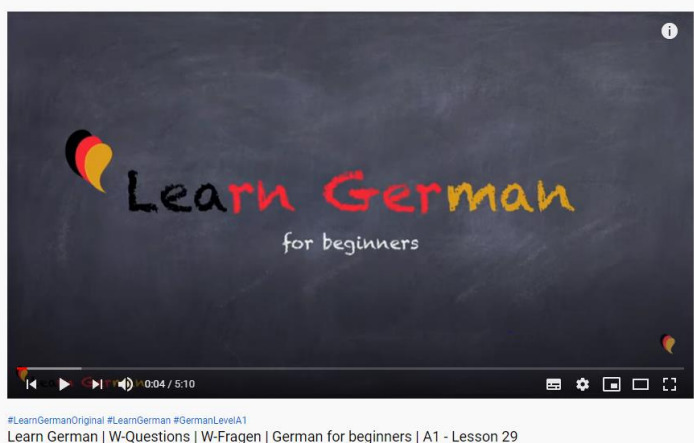 Learn German
for beginners
0:04 / 5:10
#LearnGermanOriginal #LearnGerman #GermanLevelA1
Learn German | W-Questions | W-Fragen | German for beginners | A1 - Lesson 29